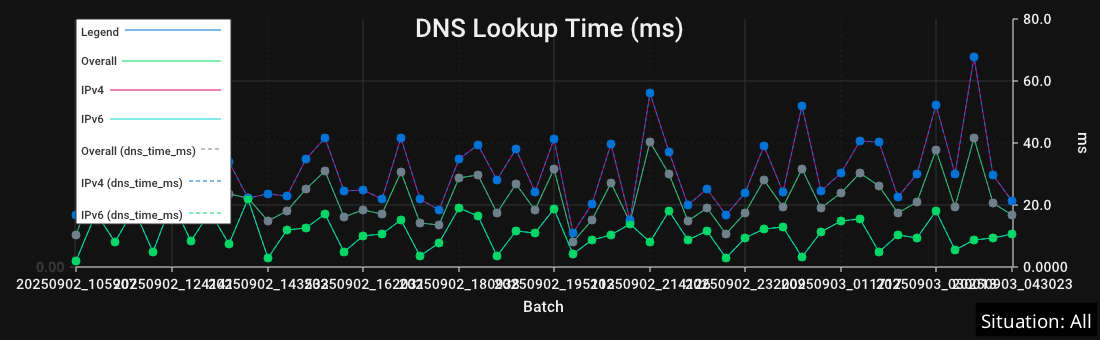 DNS Lookup Time (ms)
Legend
Overall
IPv4
IPv6
Overall (dns_time_ms)
IPv4 (dns_time_ms)
IPv6 (dns_time_ms)
80.0
60.0
40.0
20.0
0.0000
ms
0.00
Batch
Situation: All